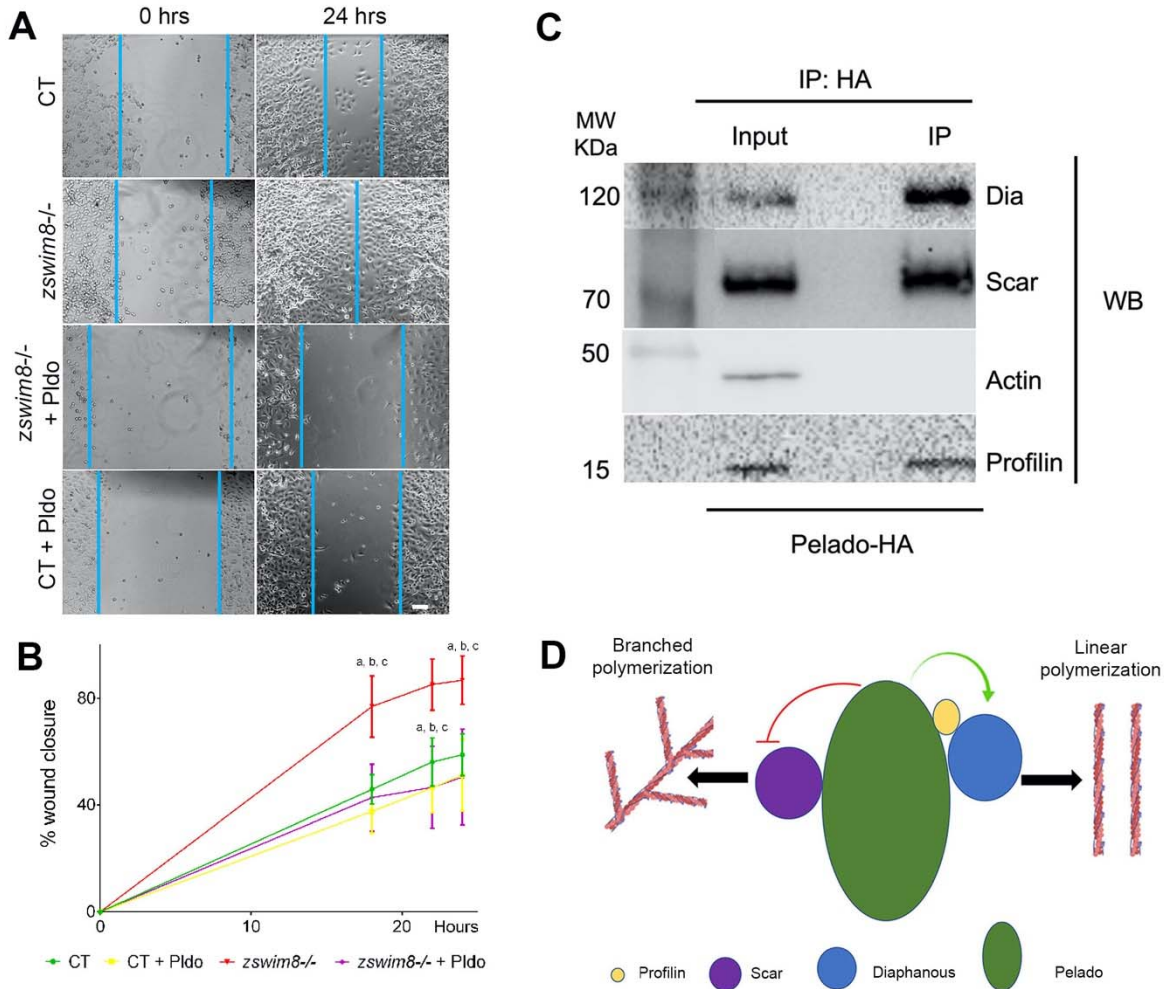 A
0 hrs
24 hrs
CT
zswim8-/-
zswim8-/-
+ Pldo
CT + Pldo
B
% wound closure
80
40
0
a, b, c
a, b, c
a, b, c
0
10
20
Hours
CT
CT + Pldo
zswim8-/-
zswim8-/- + Pldo
C
IP: HA
MW
KDa
Input
IP
120
Dia
70
Scar
50
Actin
15
Profilin
WB
Pelado-HA
D
Branched
polymerization
Linear
polymerization
Profilin
Scar
Diaphanous
Pelado